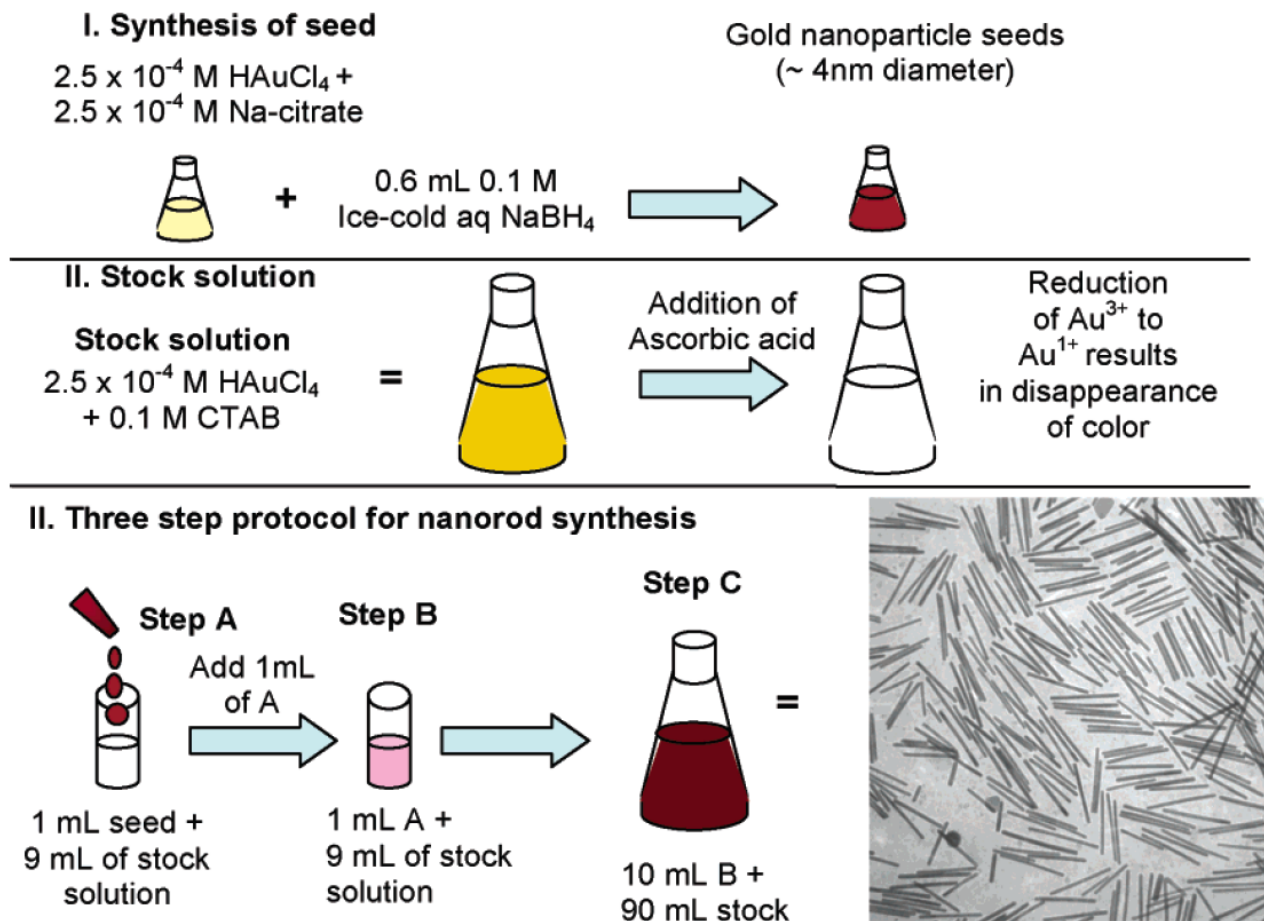 I. Synthesis of seed
2.5 x 10⁻⁴ M HAuCl₄ +
2.5 x 10⁻⁴ M Na-citrate
+
0.6 mL 0.1 M
Ice-cold aq NaBH₄
Gold nanoparticle seeds
(~ 4nm diameter)
II. Stock solution
Stock solution
2.5 x 10⁻⁴ M HAuCl₄
+ 0.1 M CTAB
=
Addition of
Ascorbic acid
Reduction
of Au³⁺ to
Au¹⁺ results
in disappearance
of color
II. Three step protocol for nanorod synthesis
Step A
Add 1mL
of A
1 mL seed +
9 mL of stock
solution
Step B
1 mL A +
9 mL of stock
solution
Step C
10 mL B +
90 mL stock
=